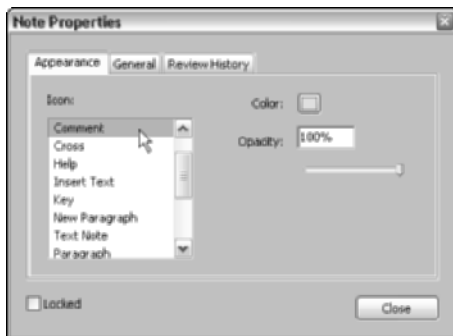 Note Properties
Appearance General Review History
Icon:
Color:
Comment
Cross
Opacity: 100%
Help
Insert Text
Key
New Paragraph
Text Note
Paragraph
Locked
Close